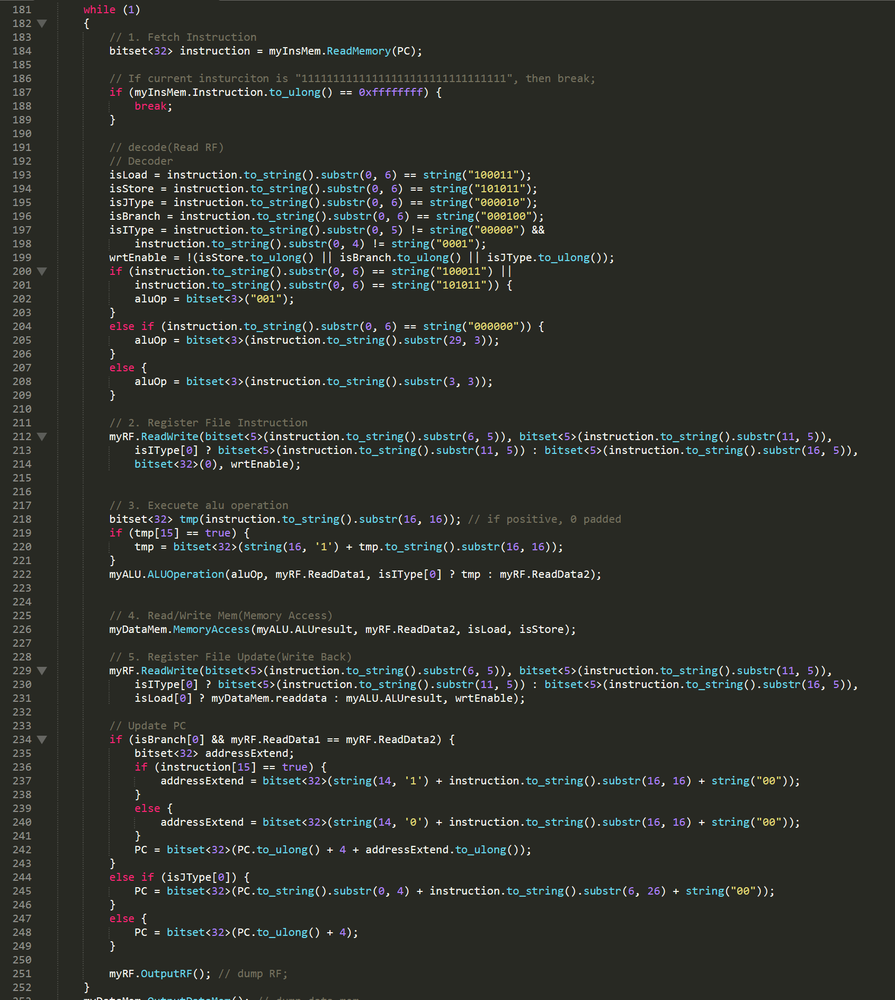 181 while (1)
182 {
183 // 1. Fetch Instruction
184 bitset<32> instruction = myInsMem.ReadMemory(PC);
185
186 // If current insturciton is "11111111111111111111111111111111", then break;
187 if (myInsMem.Instruction.to_ulong() == 0xffffffff) {
188 break;
189 }
190
191 // decode(Read RF)
192 // Decoder
193 isLoad = instruction.to_string().substr(0, 6) == string("100011");
194 isStore = instruction.to_string().substr(0, 6) == string("101011");
195 isJType = instruction.to_string().substr(0, 6) == string("000010");
196 isBranch = instruction.to_string().substr(0, 6) == string("000100");
197 isIType = instruction.to_string().substr(0, 5) != string("00000") &&
198 instruction.to_string().substr(0, 4) != string("0001");
199 wrtEnable = !(isStore.to_ulong() || isBranch.to_ulong() || isJType.to_ulong());
200 if (instruction.to_string().substr(0, 6) == string("100011") ||
201 instruction.to_string().substr(0, 6) == string("101011")) {
202 aluOp = bitset<3>("001");
203 }
204 else if (instruction.to_string().substr(0, 6) == string("000000")) {
205 aluOp = bitset<3>(instruction.to_string().substr(29, 3));
206 }
207 else {
208 aluOp = bitset<3>(instruction.to_string().substr(3, 3));
209 }
210
211 // 2. Register File Instruction
212 myRF.ReadWrite(bitset<5>(instruction.to_string().substr(6, 5)), bitset<5>(instruction.to_string().substr(11, 5)),
213 isIType[0] ? bitset<5>(instruction.to_string().substr(11, 5)) : bitset<5>(instruction.to_string().substr(16, 5)),
214 bitset<32>(0), wrtEnable);
215
216
217 // 3. Execuete alu operation
218 bitset<32> tmp(instruction.to_string().substr(16, 16)); // if positive, 0 padded
219 if (tmp[15] == true) {
220 tmp = bitset<32>(string(16, '1') + tmp.to_string().substr(16, 16));
221 }
222 myALU.ALUOperation(aluOp, myRF.ReadData1, isIType[0] ? tmp : myRF.ReadData2);
223
224
225 // 4. Read/Write Mem(Memory Access)
226 myDataMem.MemoryAccess(myALU.ALUresult, myRF.ReadData2, isLoad, isStore);
227
228 // 5. Register File Update(Write Back)
229 myRF.ReadWrite(bitset<5>(instruction.to_string().substr(6, 5)), bitset<5>(instruction.to_string().substr(11, 5)),
230 isIType[0] ? bitset<5>(instruction.to_string().substr(11, 5)) : bitset<5>(instruction.to_string().substr(16, 5)),
231 isLoad[0] ? myDataMem.readdata : myALU.ALUresult, wrtEnable);
232
233 // Update PC
234 if (isBranch[0] && myRF.ReadData1 == myRF.ReadData2) {
235 bitset<32> addressExtend;
236 if (instruction[15] == true) {
237 addressExtend = bitset<32>(string(14, '1') + instruction.to_string().substr(16, 16) + string("00"));
238 }
239 else {
240 addressExtend = bitset<32>(string(14, '0') + instruction.to_string().substr(16, 16) + string("00"));
241 }
242 PC = bitset<32>(PC.to_ulong() + 4 + addressExtend.to_ulong());
243 }
244 else if (isJType[0]) {
245 PC = bitset<32>(PC.to_string().substr(0, 4) + instruction.to_string().substr(6, 26) + string("00"));
246 }
247 else {
248 PC = bitset<32>(PC.to_ulong() + 4);
249 }
250
251 myRF.OutputRF(); // dump RF;
252 }
253 myDataMem.OutputDataMem(); // dump data mem